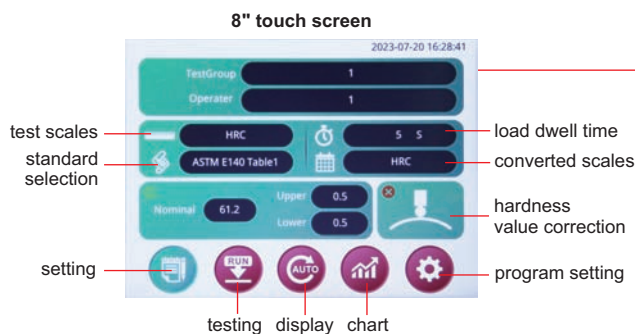 8" touch screen
2023-07-20 16:28:41
TestGroup 1
Operater 1
test scales HRC 5 S load dwell time
standard selection ASTM E140 Table1 HRC converted scales
Nominal 61.2 Upper 0.5
Lower 0.5
hardness value correction
setting RUN AUTO program setting
testing display chart